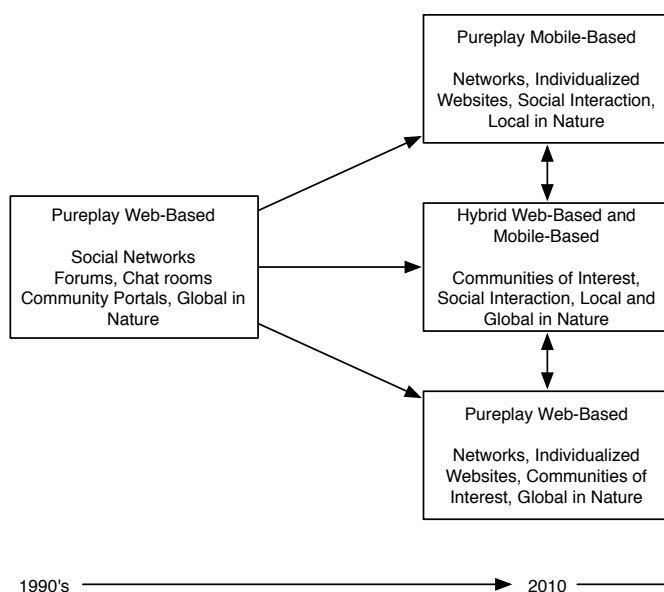 Pureplay Mobile-Based
Networks, Individualized
Websites, Social Interaction,
Local in Nature
Pureplay Web-Based
Social Networks
Forums, Chat rooms
Community Portals, Global in
Nature
Hybrid Web-Based and
Mobile-Based
Communities of Interest,
Social Interaction, Local and
Global in Nature
Pureplay Web-Based
Networks, Individualized
Websites, Communities of
Interest, Global in Nature
1990's
2010